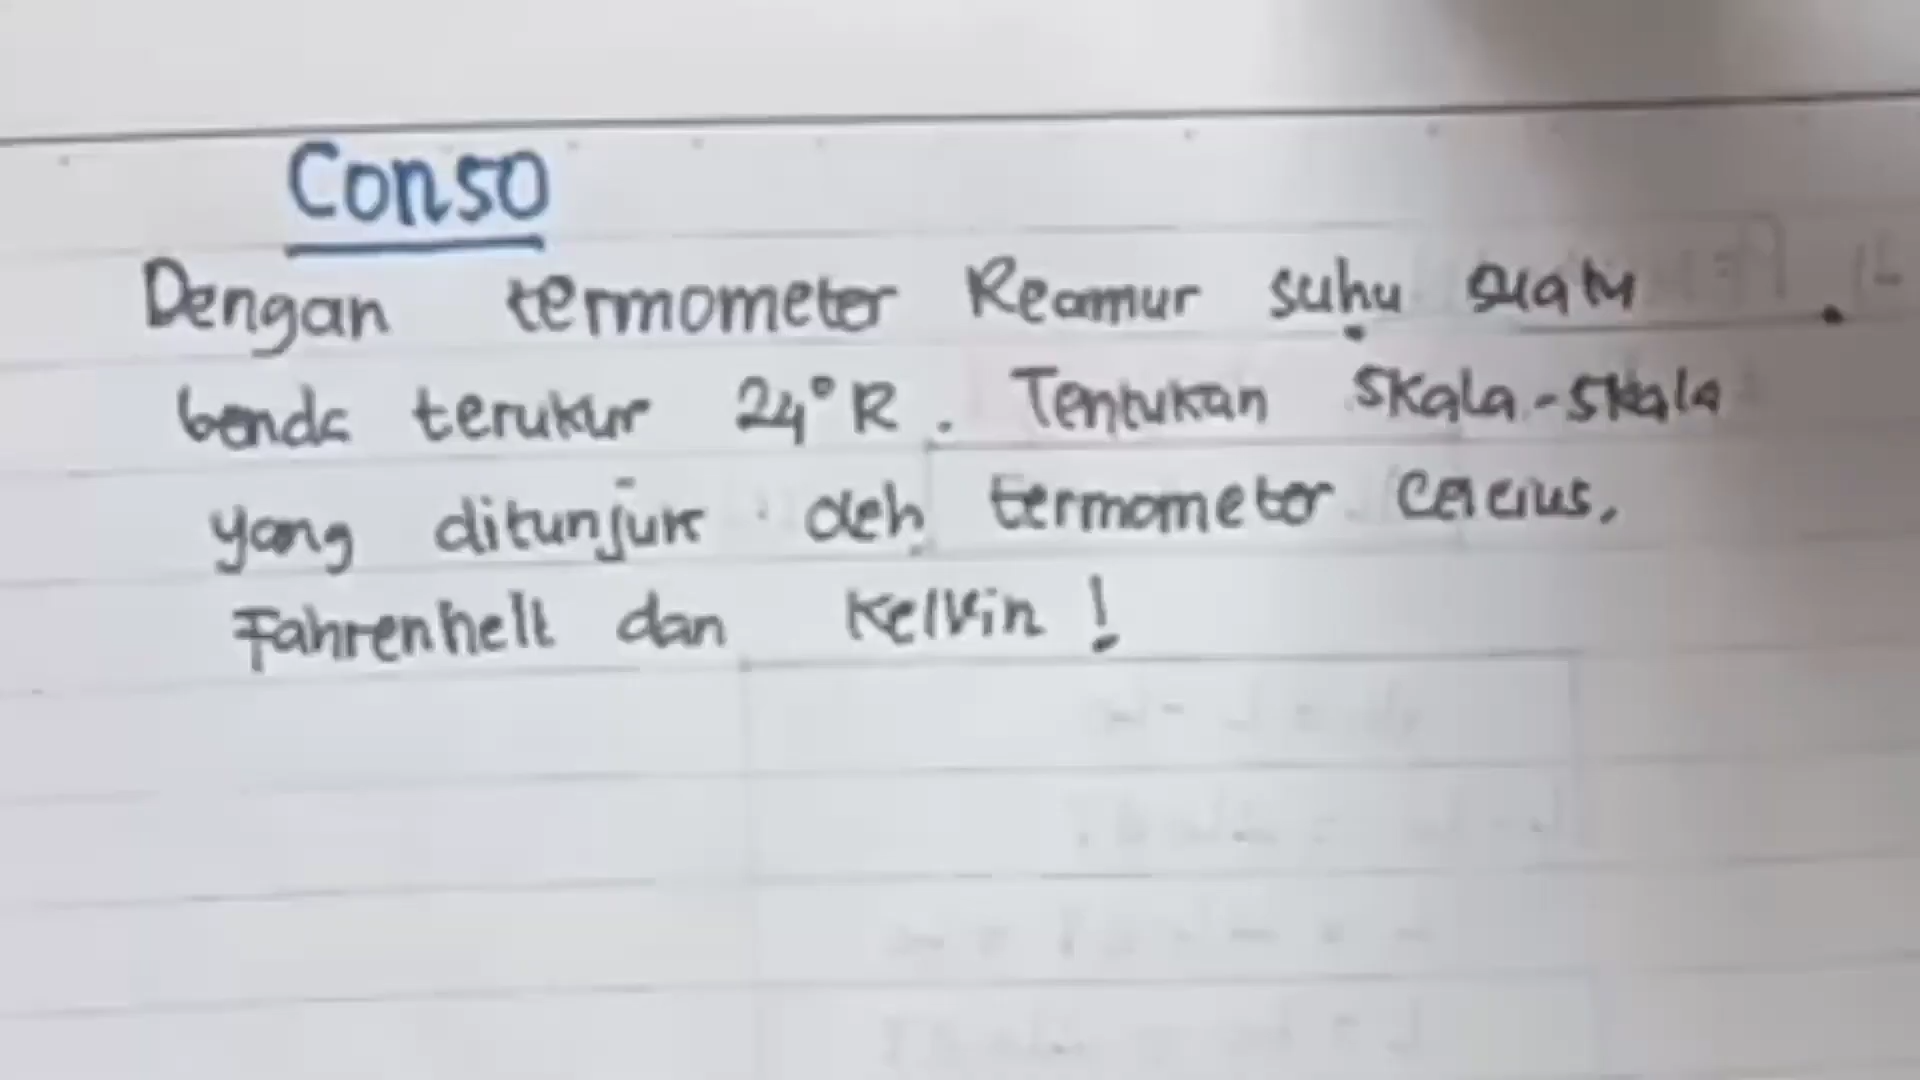 Conso
Dengan termometer Reamur suhu suatu
benda terukur 24°R. Tentukan skala-skala
yang ditunjuk oleh termometer Celcius,
Fahrenheit dan Kelvin!